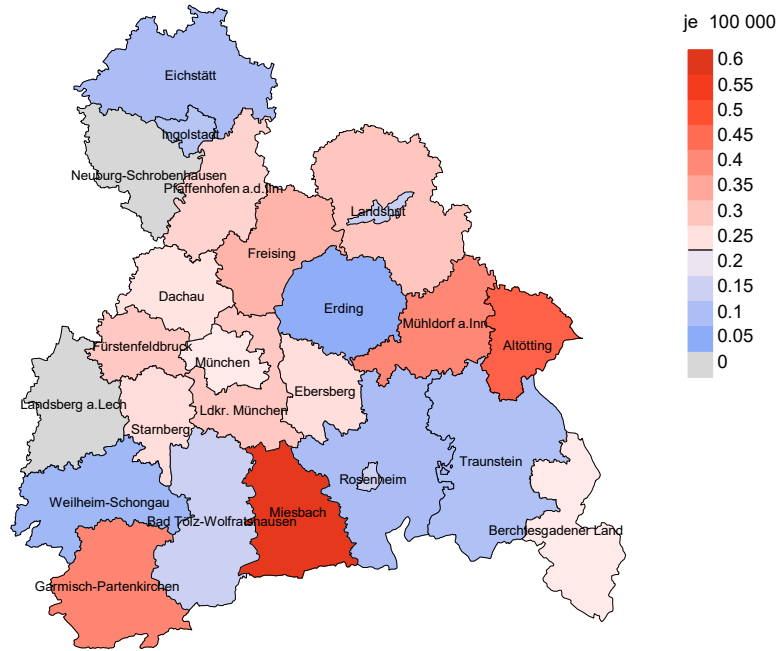 je 100 000
0.6
0.55
0.5
0.45
0.4
0.35
0.3
0.25
0.2
0.15
0.1
0.05
0
Eichstätt
Ingolstadt
Neuburg-Schrobenhausen
Pfaffenhofen a.d.Ilm
Landshut
Freising
Dachau
Erding
Mühldorf a.Inn
Altötting
Fürstenfeldbruck
München
Ebersberg
Landsberg a.Lech
Ldkr. München
Starnberg
Traunstein
Rosenheim
Weilheim-Schongau
Miesbach
Bad Tölz-Wolfratshausen
Berchtesgadener Land
Garmisch-Partenkirchen